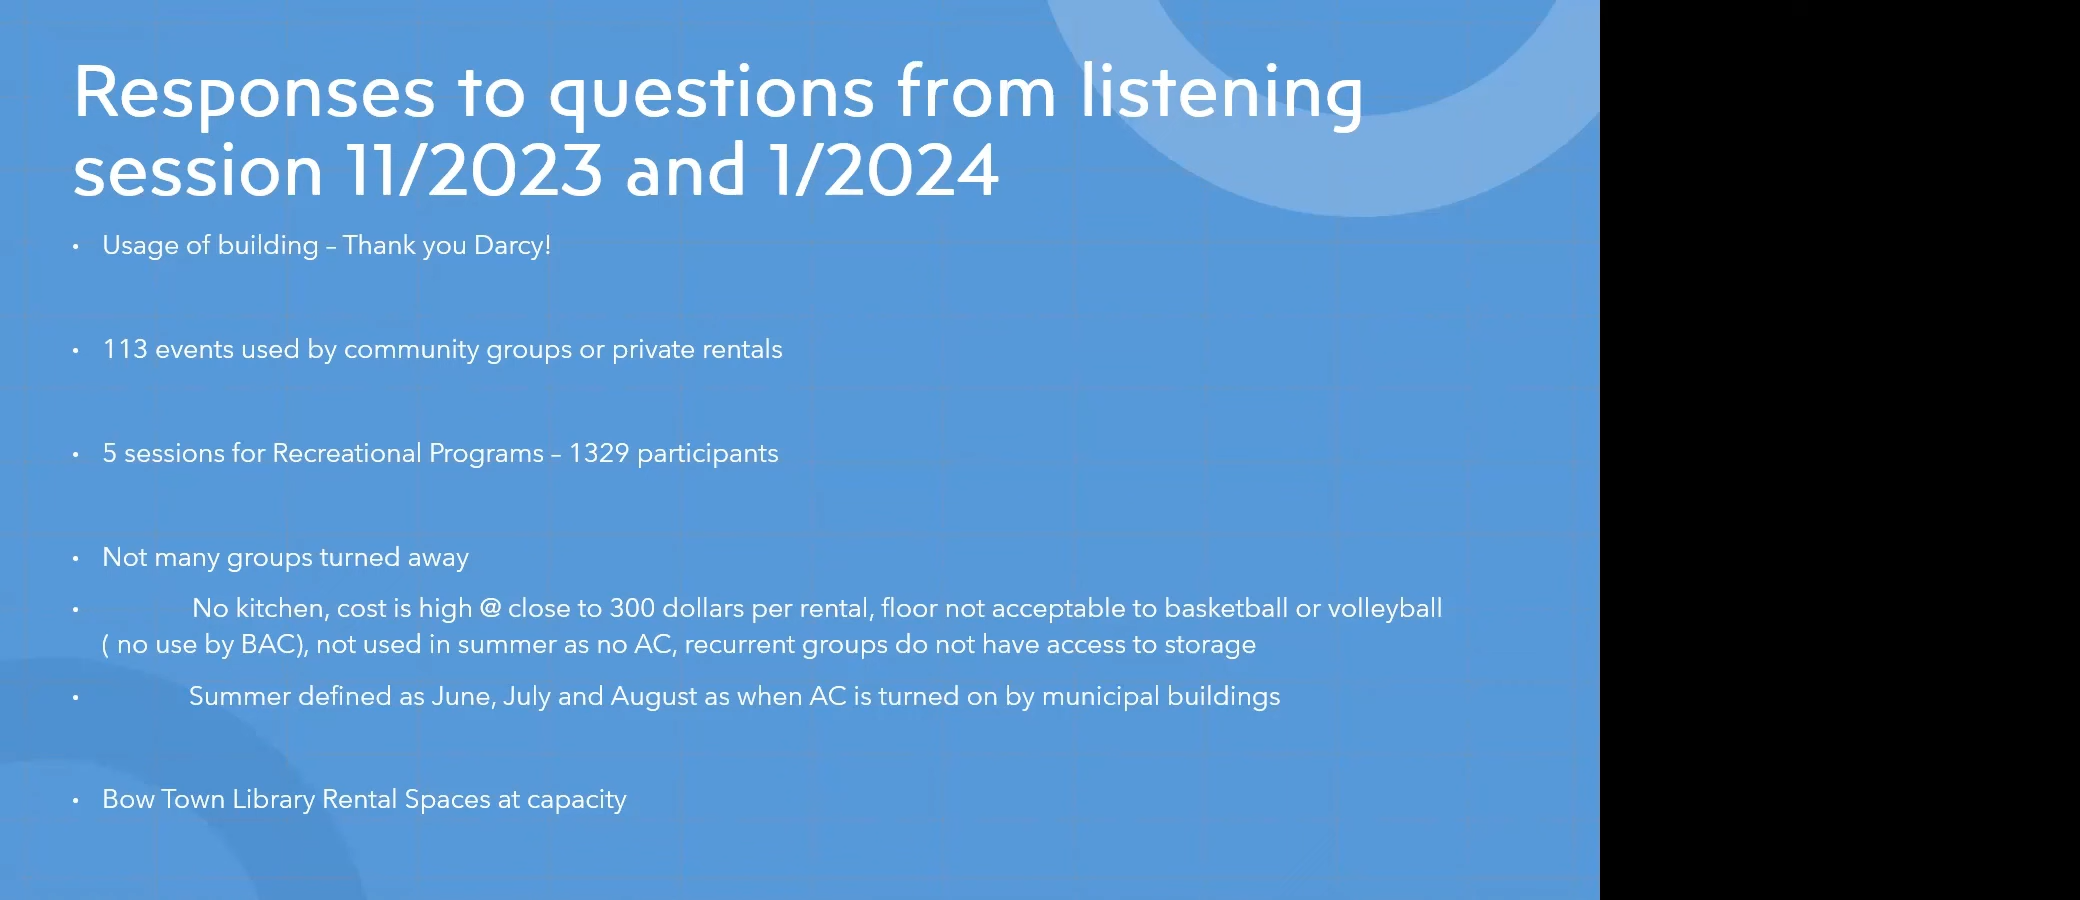 Responses to questions from listening
session 11/2023 and 1/2024
• Usage of building – Thank you Darcy!
• 113 events used by community groups or private rentals
• 5 sessions for Recreational Programs – 1329 participants
• Not many groups turned away
• No kitchen, cost is high @ close to 300 dollars per rental, floor not acceptable to basketball or volleyball
( no use by BAC), not used in summer as no AC, recurrent groups do not have access to storage
• Summer defined as June, July and August as when AC is turned on by municipal buildings
• Bow Town Library Rental Spaces at capacity